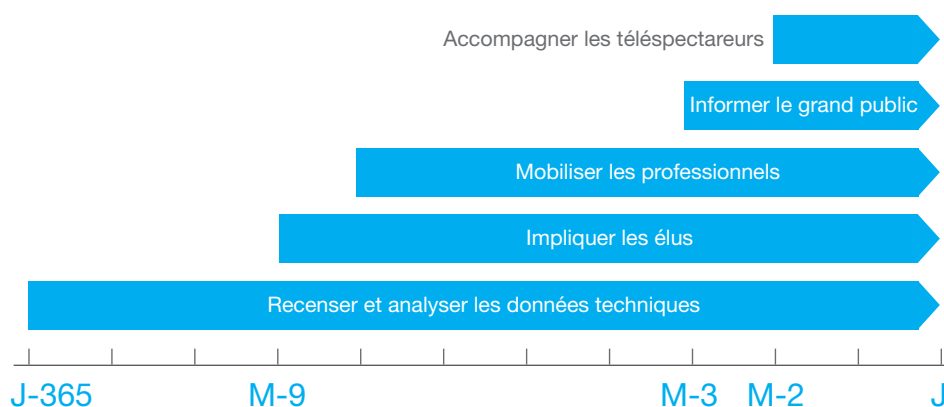 Accompagner les téléspectareurs
Informer le grand public
Mobiliser les professionnels
Impliquer les élus
Recenser et analyser les données techniques
J-365 M-9 M-3 M-2 J